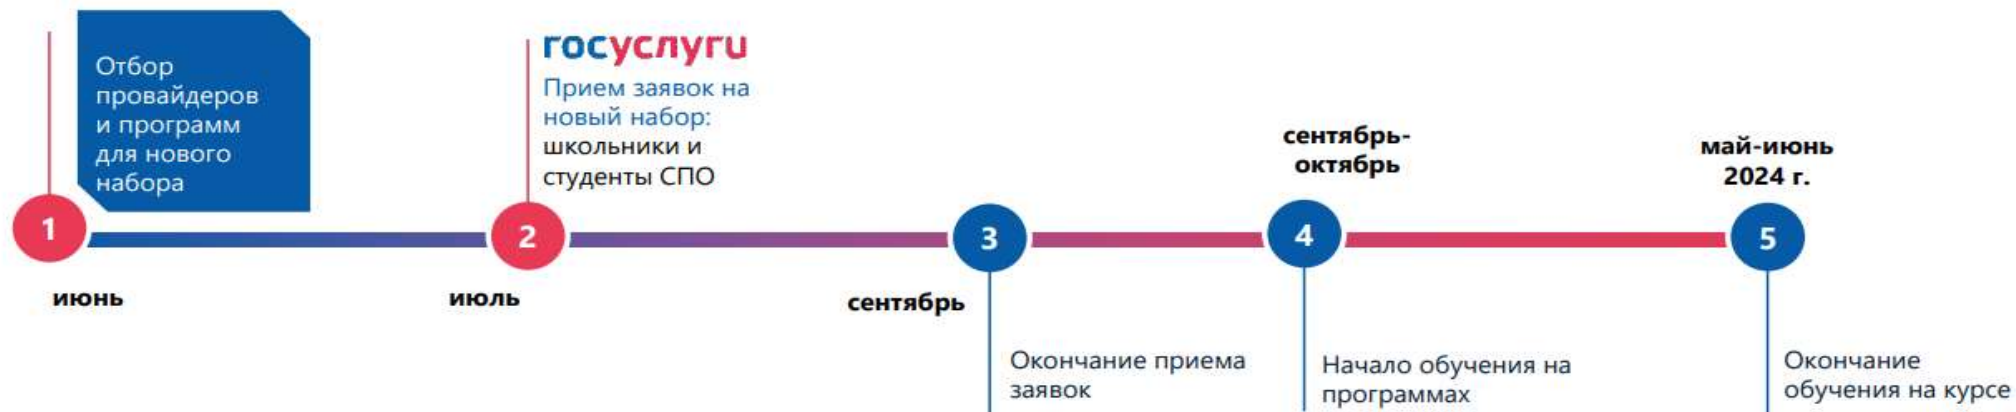 Отбор
провайдеров
и программ
для нового
набора
1
июнь
госуслуги
Прием заявок на
новый набор:
школьники и
студенты СПО
2
июль
3
сентябрь
Окончание приема
заявок
сентябрь-
октябрь
4
Начало обучения на
программах
май-июнь
2024 г.
5
Окончание
обучения на курсе